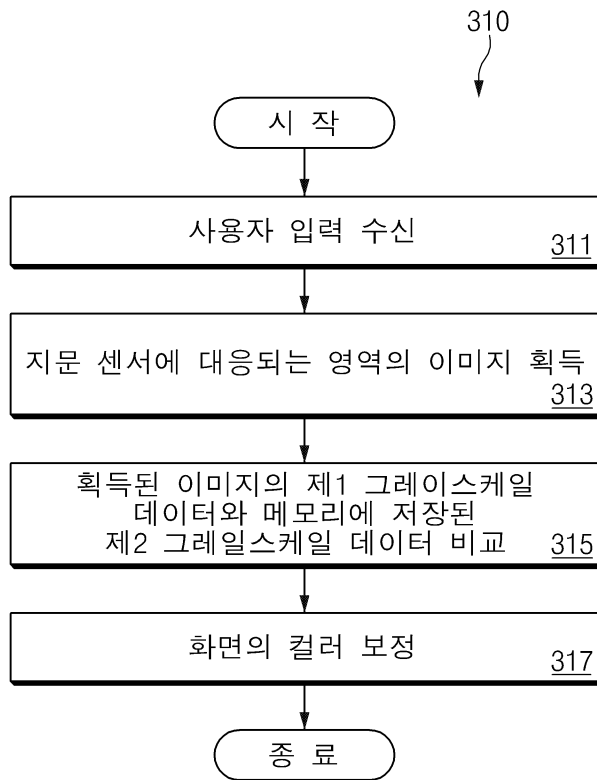 310
시 작
사용자 입력 수신
311
지문 센서에 대응되는 영역의 이미지 획득
313
획득된 이미지의 제1 그레이스케일
데이터와 메모리에 저장된
제2 그레일스케일 데이터 비교
315
화면의 컬러 보정
317
종 료